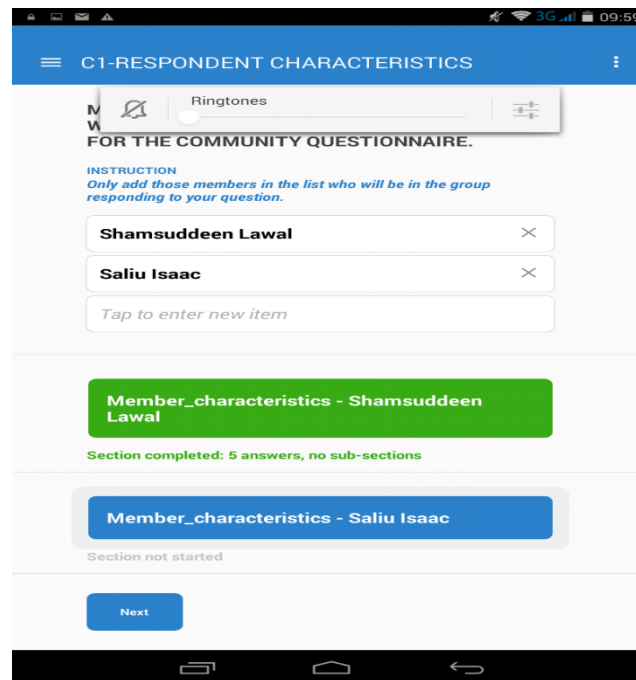 3G 09:59
C1-RESPONDENT CHARACTERISTICS
Ringtones
FOR THE COMMUNITY QUESTIONNAIRE.
INSTRUCTION
Only add those members in the list who will be in the group
responding to your question.
Shamsuddeen Lawal
Saliu Isaac
Tap to enter new item
Member_characteristics - Shamsuddeen
Lawal
Section completed: 5 answers, no sub-sections
Member_characteristics - Saliu Isaac
Section not started
Next